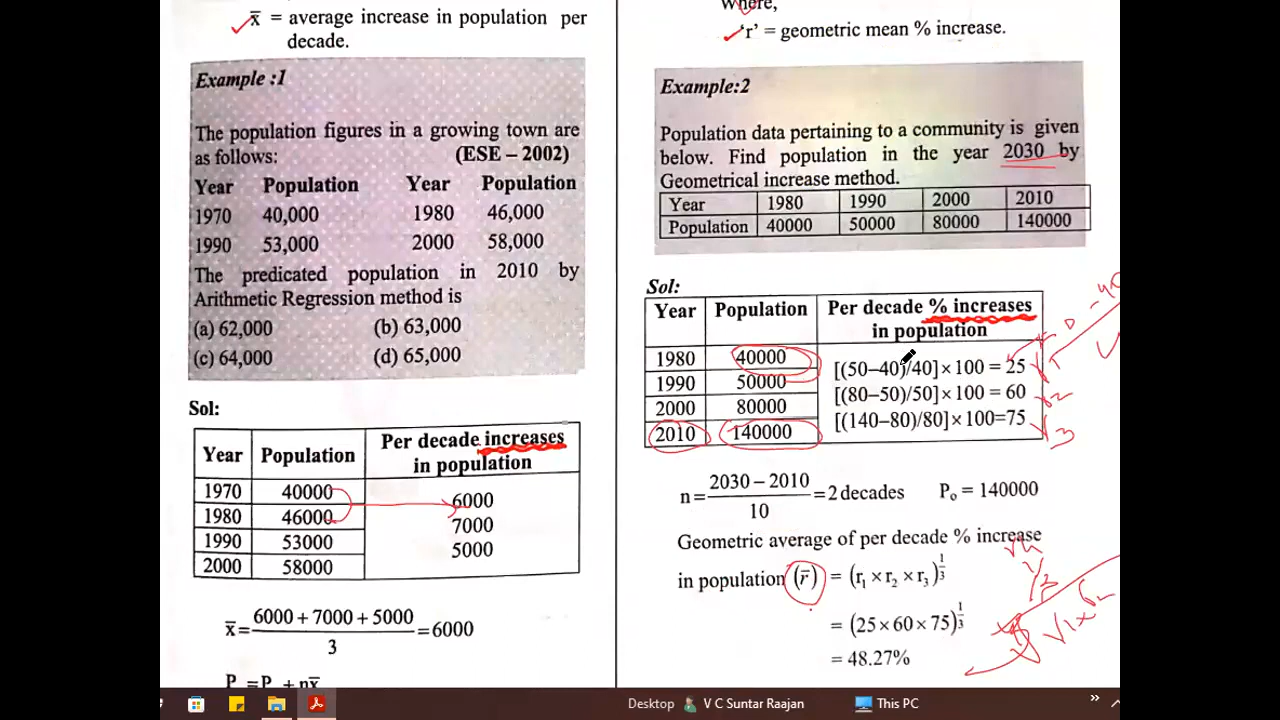 x̄ = average increase in population per
decade.
Example :1
The population figures in a growing town are
as follows: (ESE – 2002)
Year Population Year Population
1970 40,000 1980 46,000
1990 53,000 2000 58,000
The predicated population in 2010 by
Arithmetic Regression method is
(a) 62,000 (b) 63,000
(c) 64,000 (d) 65,000
Sol:
Year Population Per decade increases in population
1970 40000
1980 46000
1990 53000
2000 58000
6000
7000
5000
x̄ = (6000 + 7000 + 5000)/3 = 6000
P = P + nx̄
Where,
'r' = geometric mean % increase.
Example:2
Population data pertaining to a community is given
below. Find population in the year 2030 by
Geometrical increase method.
Year 1980 1990 2000 2010
Population 40000 50000 80000 140000
Sol:
Year Population Per decade % increases in population
1980 40000
1990 50000
2000 80000
2010 140000
[(50–40)/40] × 100 = 25
[(80–50)/50] × 100 = 60
[(140–80)/80] × 100=75
n = (2030 – 2010)/10 = 2 decades P₀ = 140000
Geometric average of per decade % increase
in population (r̄) = (r₁ × r₂ × r₃)^1/3
= (25 × 60 × 75)^1/3
= 48.27%
Desktop V C Suntar Raajan This PC